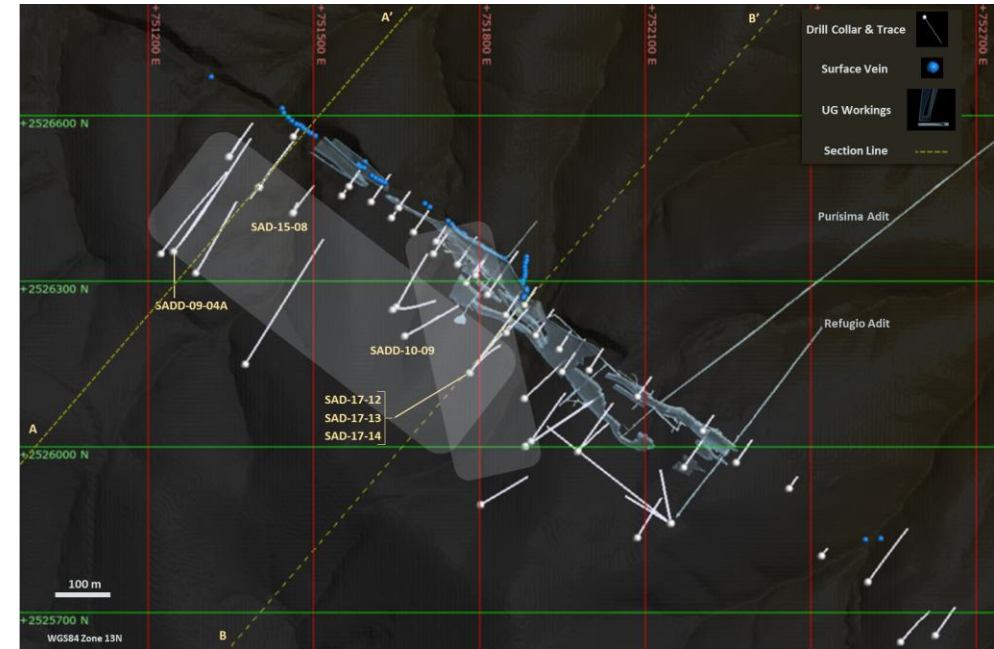 A’
B’
+751200 E
+751500 E
+751800 E
+752100 E
+752700 E
Drill Collar & Trace
Surface Vein
UG Workings
Section Line
+2526600 N
Purísima Adit
SAD-15-08
+2526300 N
SADD-09-04A
Refugio Adit
SADD-10-09
SAD-17-12
SAD-17-13
SAD-17-14
A
+2526000 N
100 m
+2525700 N
B
WGS84 Zone 13N